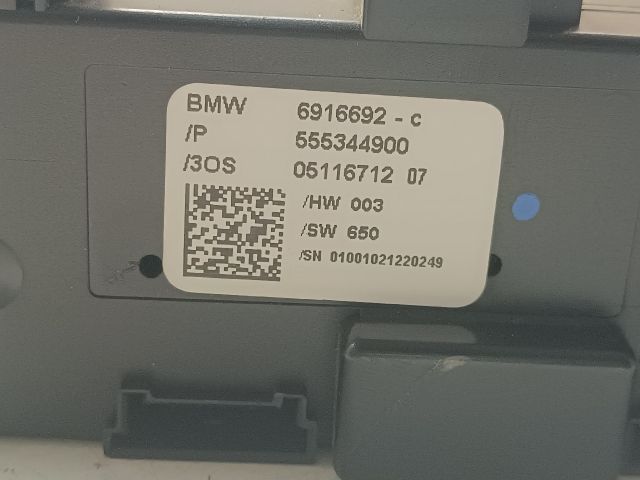 BMW 6916692 - c
/P 555344900
/3OS 05116712 07
/HW 003
/SW 650
/SN 01001021220249